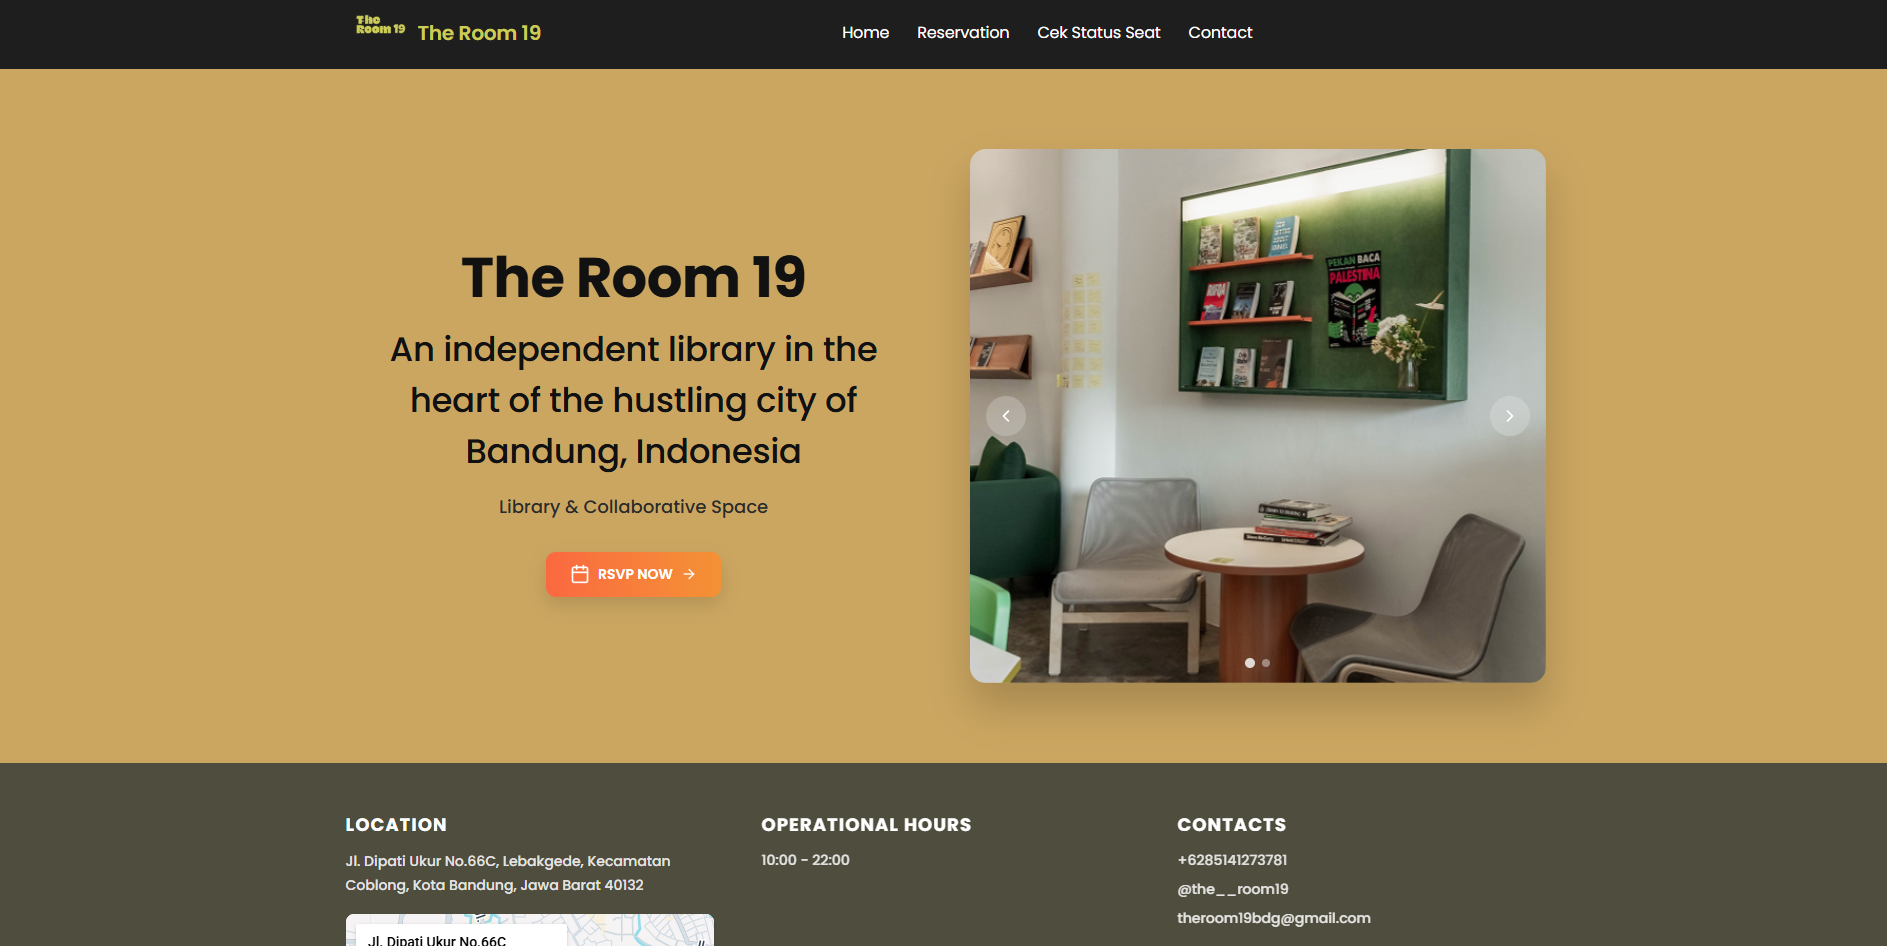 The
Room 19
The Room 19
Home
Reservation
Cek Status Seat
Contact
The Room 19
An independent library in the
heart of the hustling city of
Bandung, Indonesia
Library & Collaborative Space
RSVP NOW
PEKAN BACA
PALESTINA
LOCATION
Jl. Dipati Ukur No.66C, Lebakgede, Kecamatan
Coblong, Kota Bandung, Jawa Barat 40132
Jl. Dipati Ukur No.66C
OPERATIONAL HOURS
10:00 - 22:00
CONTACTS
+6285141273781
@the__room19
theroom19bdg@gmail.com